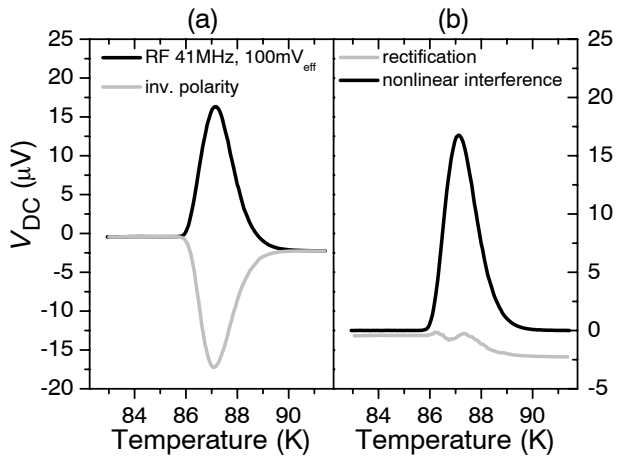 (a)
(b)
25
20
15
10
5
0
-5
-10
-15
-20
V_DC (μV)
RF 41MHz, 100mV_eff
inv. polarity
84 86 88 90
Temperature (K)
rectification
nonlinear interference
25
20
15
10
5
0
-5
84 86 88 90
Temperature (K)